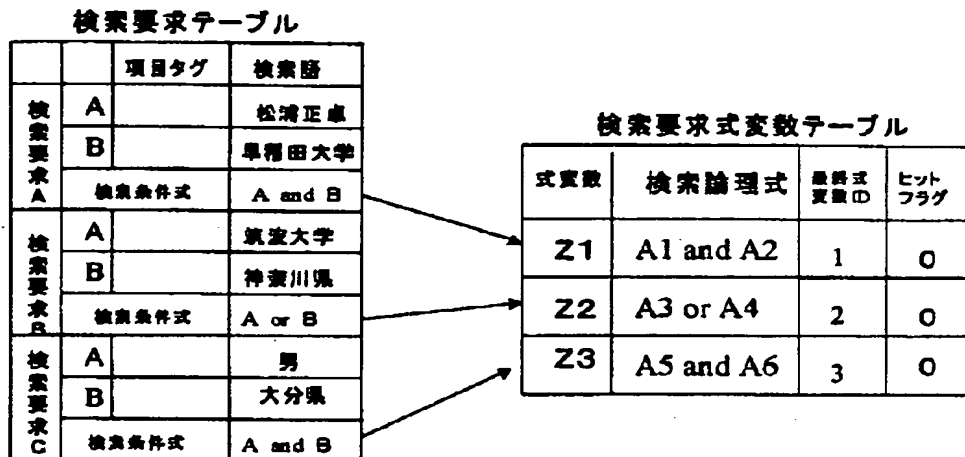 検索要求テーブル
項目タグ 検索語
検索要求A
A 松浦正卓
B 早稲田大学
検索条件式 A and B
検索要求B
A 筑波大学
B 神奈川県
検索条件式 A or B
検索要求C
A 男
B 大分県
検索条件式 A and B
検索要求式変数テーブル
式変数 検索論理式 最終式変数ID ヒットフラグ
Z1 A1 and A2 1 0
Z2 A3 or A4 2 0
Z3 A5 and A6 3 0